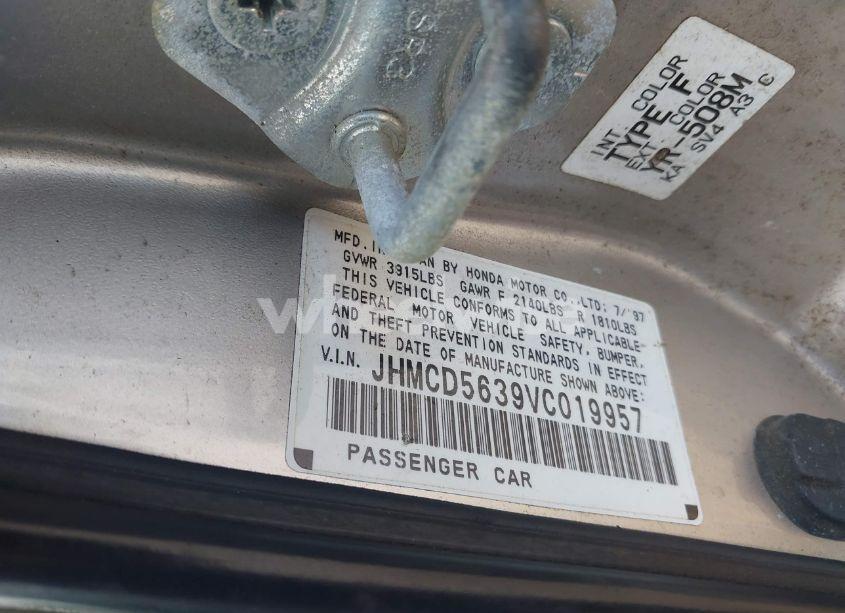 SR3
INT. COLOR
TYPE F
EXT. COLOR
YR-508M
KA SV4 A3 C
MFD. IN JAPAN BY HONDA MOTOR CO.,LTD; 7/'97
GVWR 3915LBS GAWR F 2140LBS R 1810LBS
THIS VEHICLE CONFORMS TO ALL APPLICABLE
FEDERAL MOTOR VEHICLE SAFETY, BUMPER,
AND THEFT PREVENTION STANDARDS IN EFFECT
ON THE DATE OF MANUFACTURE SHOWN ABOVE:
V.I.N. JHMCD5639VC019957
PASSENGER CAR